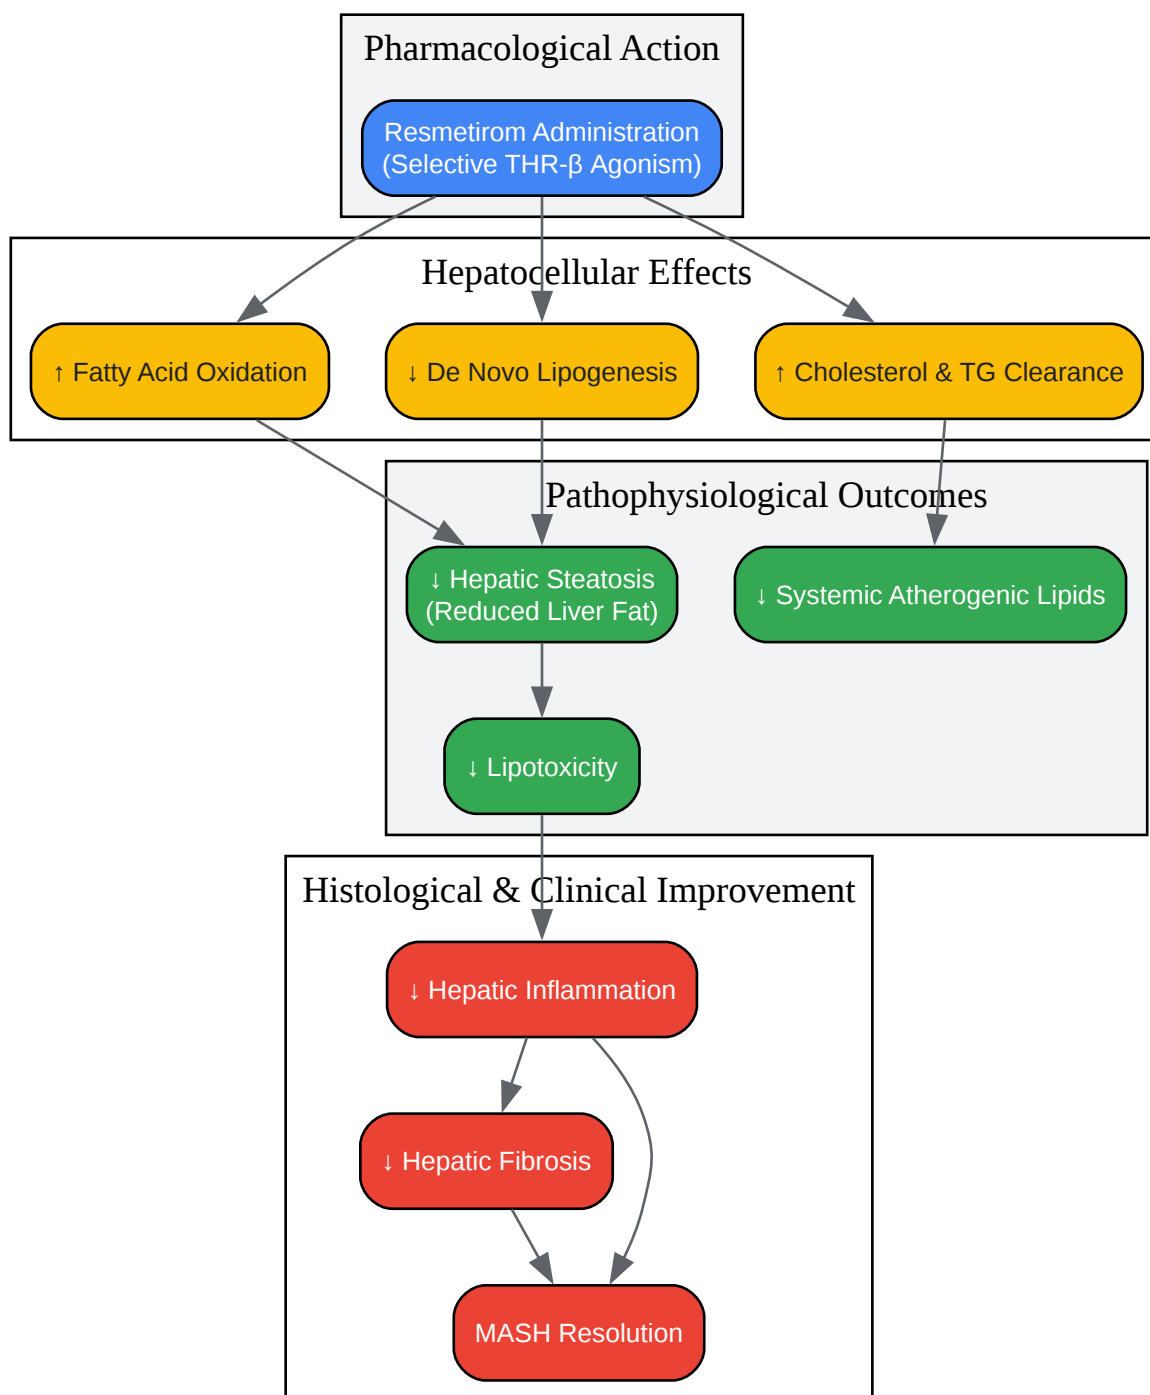 Pharmacological Action
Resmetirom Administration
(Selective THR-β Agonism)
Hepatocellular Effects
↑ Fatty Acid Oxidation
↓ De Novo Lipogenesis
↑ Cholesterol & TG Clearance
Pathophysiological Outcomes
↓ Hepatic Steatosis
(Reduced Liver Fat)
↓ Systemic Atherogenic Lipids
↓ Lipotoxicity
Histological & Clinical Improvement
↓ Hepatic Inflammation
↓ Hepatic Fibrosis
MASH Resolution